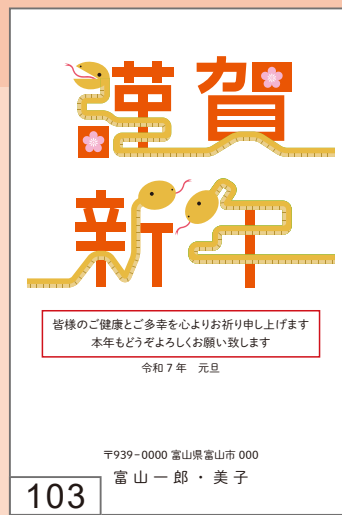 謹賀
新年
皆様のご健康とご多幸を心よりお祈り申し上げます
本年もどうぞよろしくお願い致します
令和7年　元旦
〒939-0000 富山県富山市 000
富山一郎・美子
103